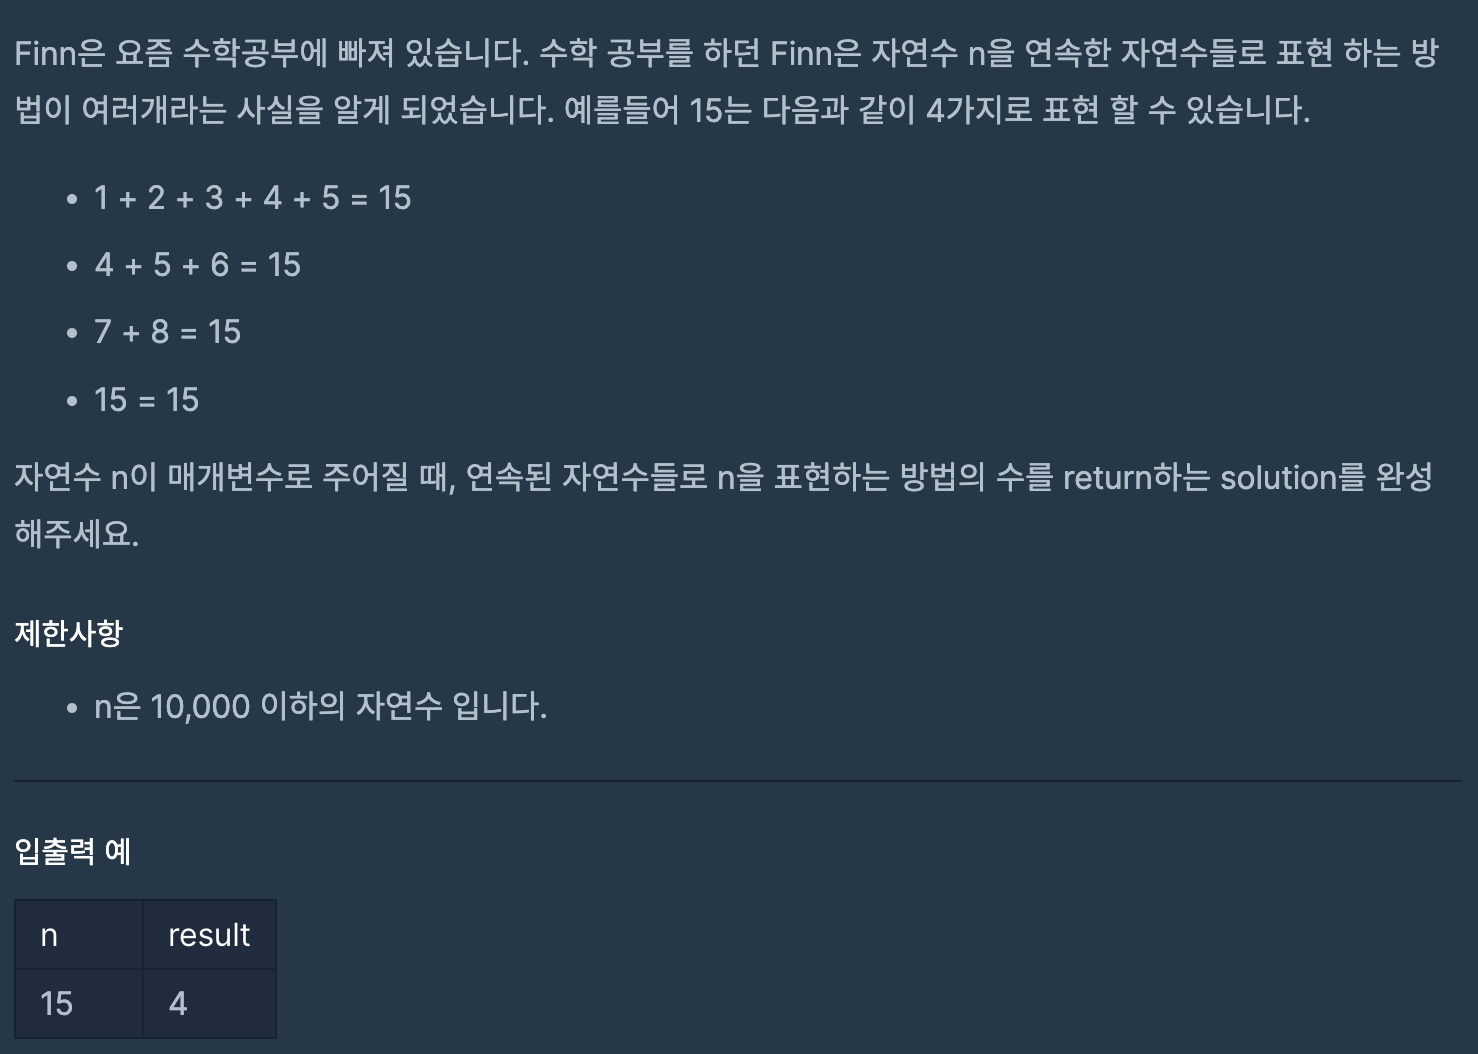 Finn은 요즘 수학공부에 빠져 있습니다. 수학 공부를 하던 Finn은 자연수 n을 연속한 자연수들로 표현 하는 방
법이 여러개라는 사실을 알게 되었습니다. 예를들어 15는 다음과 같이 4가지로 표현 할 수 있습니다.
• 1 + 2 + 3 + 4 + 5 = 15
• 4 + 5 + 6 = 15
• 7 + 8 = 15
• 15 = 15
자연수 n이 매개변수로 주어질 때, 연속된 자연수들로 n을 표현하는 방법의 수를 return하는 solution를 완성
해주세요.
제한사항
• n은 10,000 이하의 자연수 입니다.
입출력 예
n result
15 4